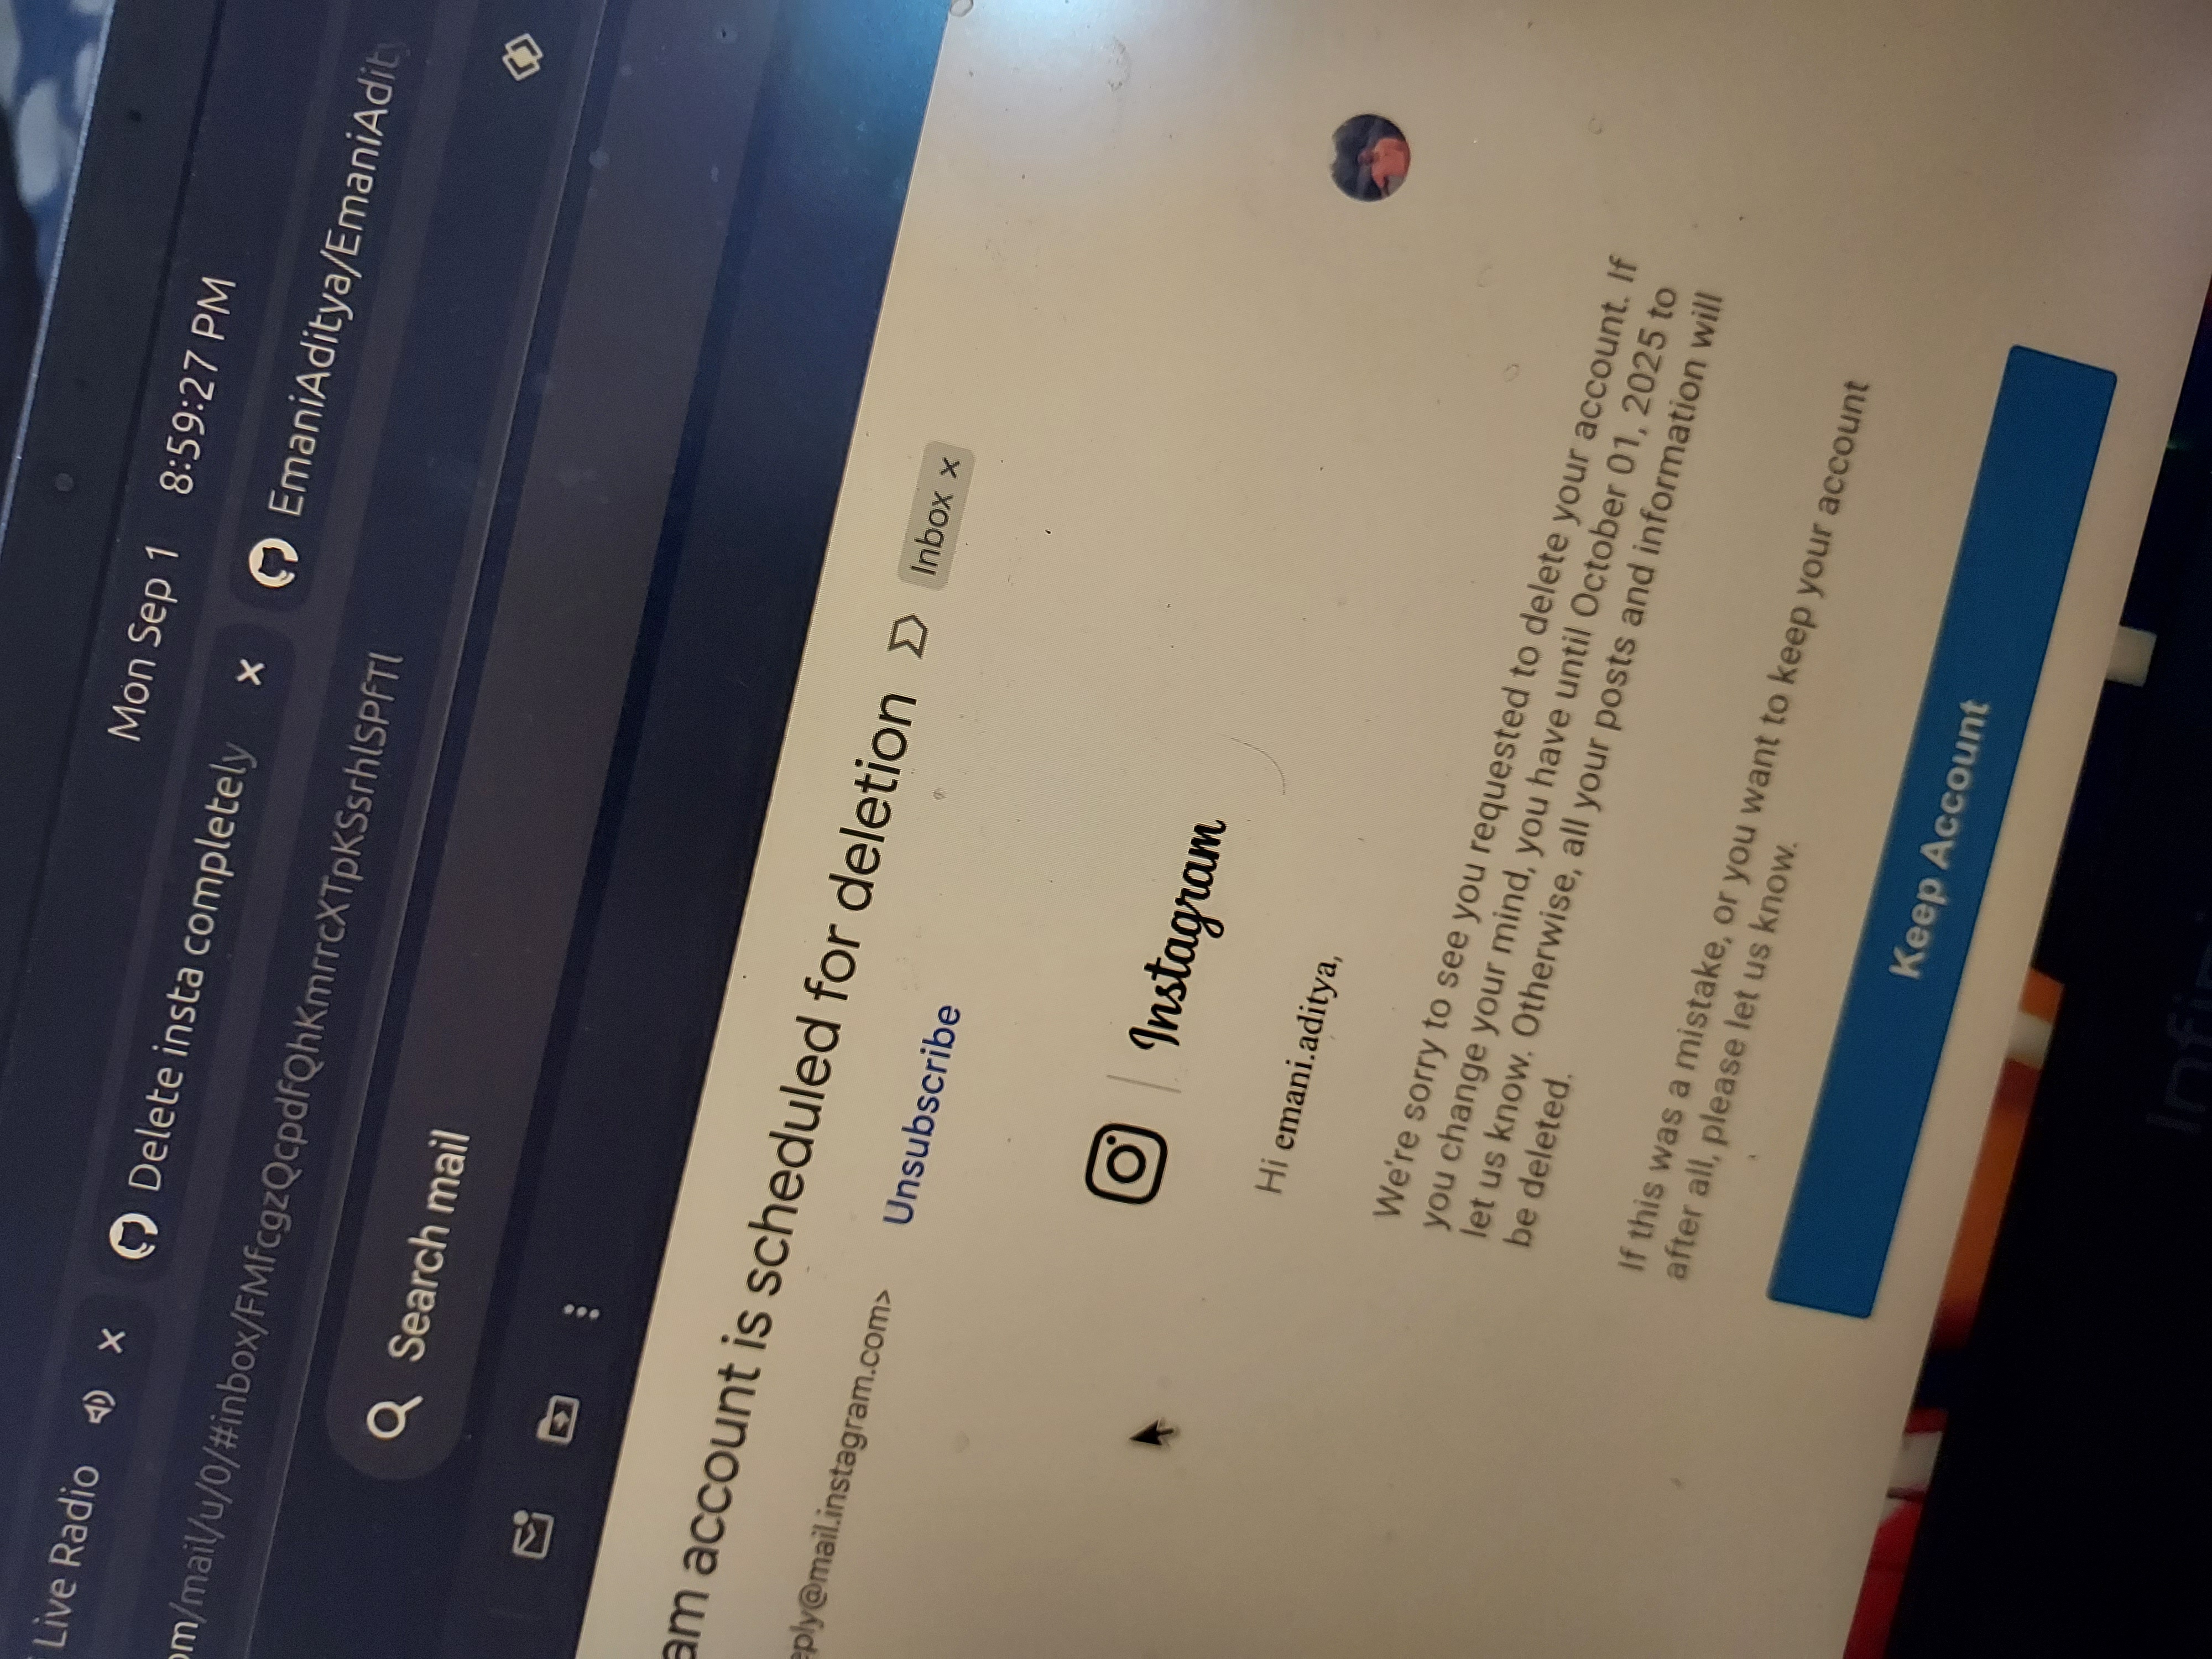 Live Radio
Delete insta completely
Mon Sep 1 8:59:27 PM
EmaniAditya/EmaniAdit
om/mail/u/0/#inbox/FMfcgzQcpdfQhKmrrcXTpKSsrhlSPfTl
Search mail
am account is scheduled for deletion
Inbox ×
eply@mail.instagram.com>
Unsubscribe
Instagram
Hi emani.aditya,
We're sorry to see you requested to delete your account. If
you change your mind, you have until October 01, 2025 to
let us know. Otherwise, all your posts and information will
be deleted.
If this was a mistake, or you want to keep your account
after all, please let us know.
Keep Account